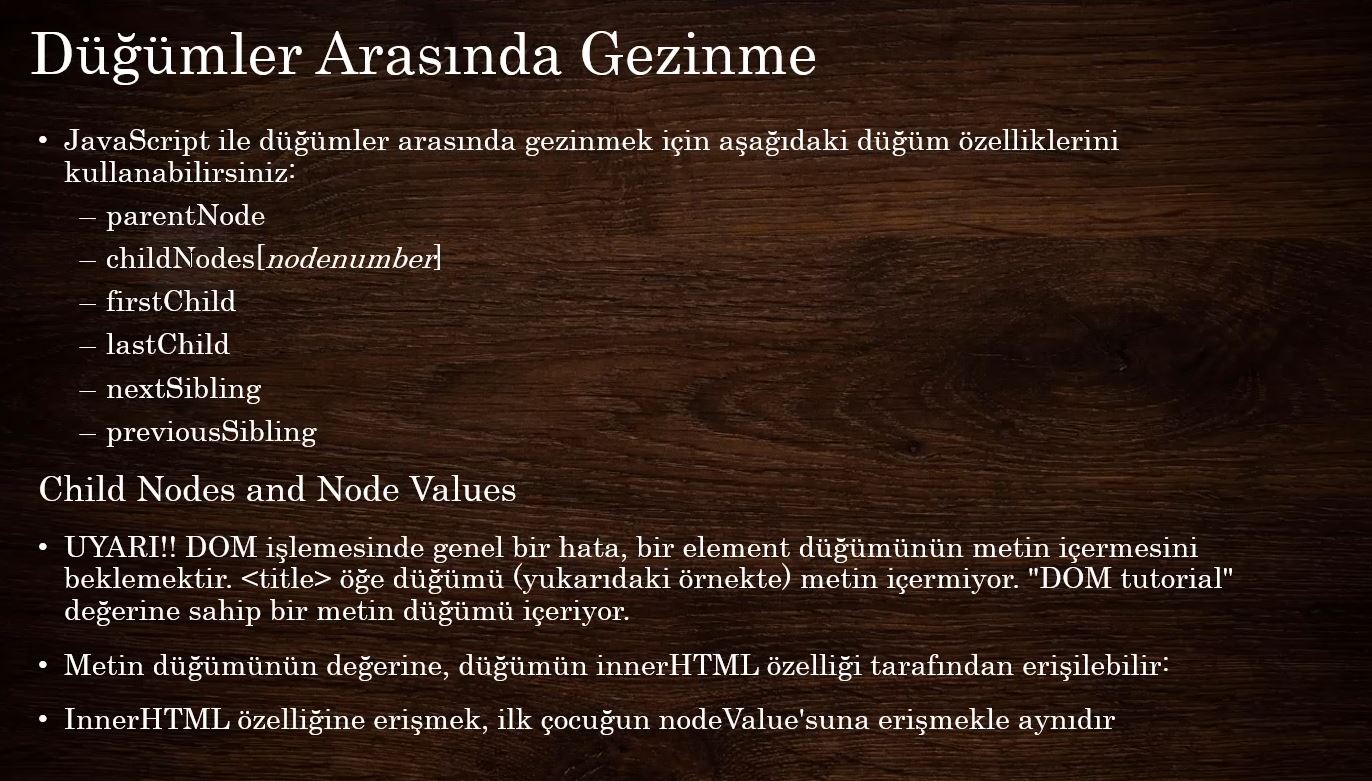 Düğümler Arasında Gezinme
• JavaScript ile düğümler arasında gezinmek için aşağıdaki düğüm özelliklerini
kullanabilirsiniz:
– parentNode
– childNodes[nodenumber]
– firstChild
– lastChild
– nextSibling
– previousSibling
Child Nodes and Node Values
• UYARI!! DOM işlemesinde genel bir hata, bir element düğümünün metin içermesini
beklemektir. <title> öğe düğümü (yukarıdaki örnekte) metin içermiyor. "DOM tutorial"
değerine sahip bir metin düğümü içeriyor.
• Metin düğümünün değerine, düğümün innerHTML özelliği tarafından erişilebilir:
• InnerHTML özelliğine erişmek, ilk çocuğun nodeValue'suna erişmekle aynıdır